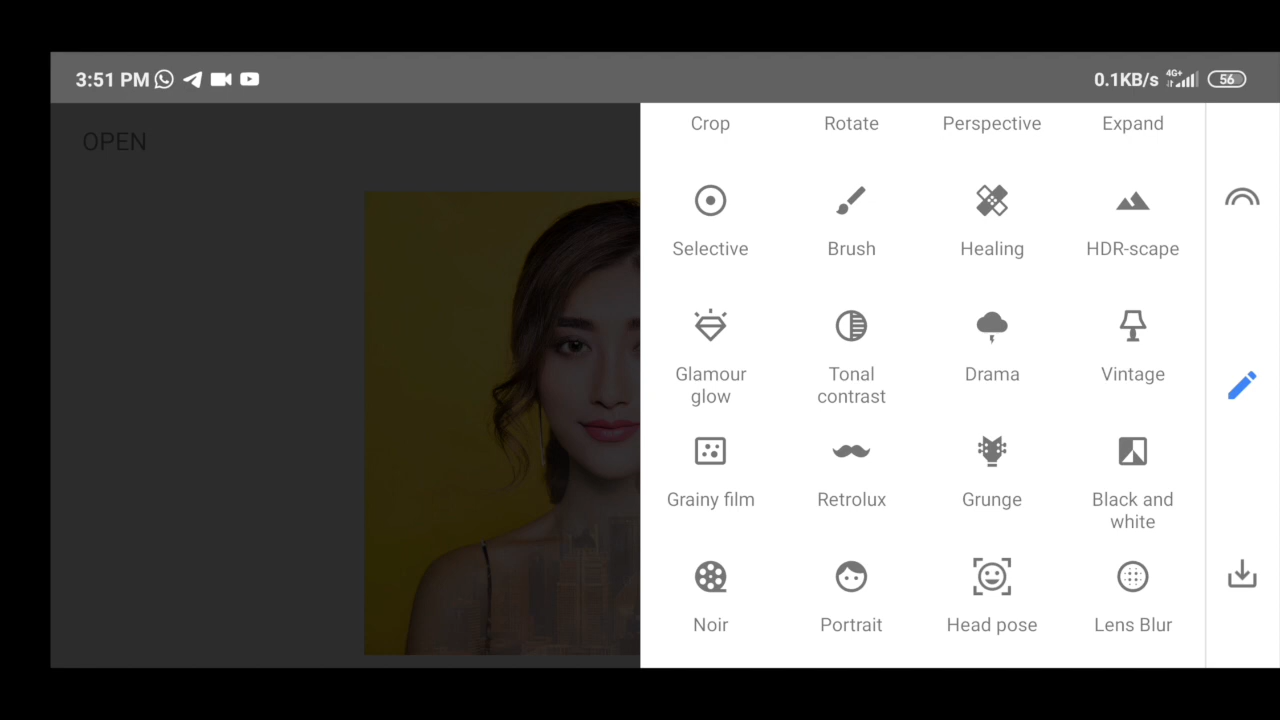 3:51 PM
0.1KB/s 4G+ 56
OPEN
Crop Rotate Perspective Expand
Selective Brush Healing HDR-scape
Glamour glow Tonal contrast Drama Vintage
Grainy film Retrolux Grunge Black and white
Noir Portrait Head pose Lens Blur